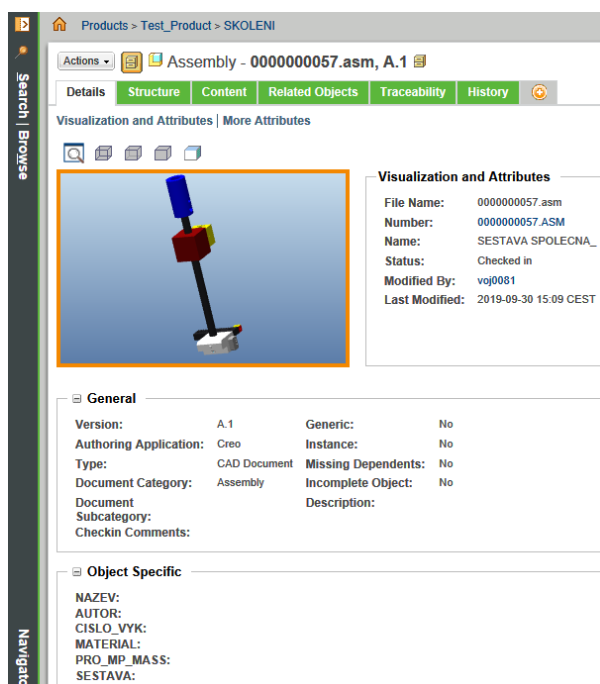 Products > Test_Product > SKOLENI
Actions
Assembly - 0000000057.asm, A.1
Details Structure Content Related Objects Traceability History
Visualization and Attributes | More Attributes
Search | Browse
Visualization and Attributes
File Name: 0000000057.asm
Number: 0000000057.ASM
Name: SESTAVA SPOLECNA_
Status: Checked in
Modified By: voj0081
Last Modified: 2019-09-30 15:09 CEST
General
Version: A.1 Generic: No
Authoring Application: Creo Instance: No
Type: CAD Document Missing Dependents: No
Document Category: Assembly Incomplete Object: No
Document Description:
Subcategory:
Checkin Comments:
Object Specific
NAZEV:
AUTOR:
CISLO_VYK:
MATERIAL:
PRO_MP_MASS:
SESTAVA:
Navigato